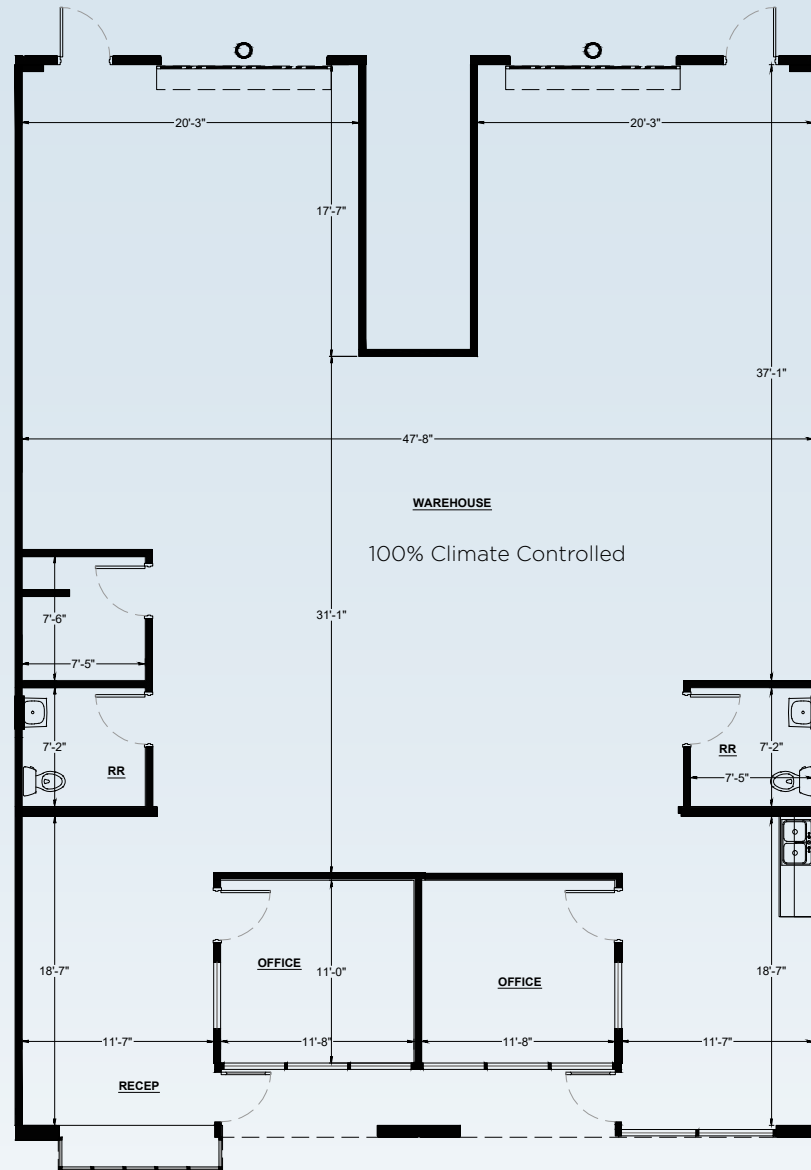 20'-3"
20'-3"
17'-7"
37'-1"
47'-8"
WAREHOUSE
100% Climate Controlled
31'-1"
7'-6"
7'-5"
7'-2"
RR
RR
7'-2"
7'-5"
18'-7"
OFFICE
11'-0"
OFFICE
18'-7"
11'-7"
11'-8"
11'-8"
11'-7"
RECEP